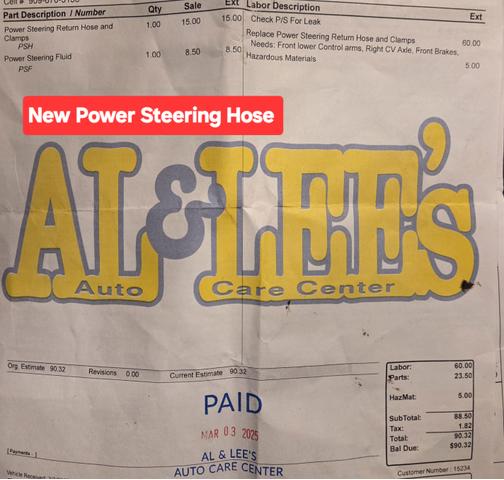 Part Description / Number Qty Sale Ext
Power Steering Return Hose and 1.00 15.00 15.00
Clamps
PSH
Power Steering Fluid 1.00 8.50 8.50
PSF
Labor Description Ext
Check P/S For Leak
Replace Power Steering Return Hose and Clamps 60.00
Needs: Front lower Control arms, Right CV Axle, Front Brakes,
Hazardous Materials 5.00
New Power Steering Hose
AL & LEE's
Auto Care Center
Org. Estimate 90.32 Revisions 0.00 Current Estimate 90.32
Labor: 60.00
Parts: 23.50
HazMat: 5.00
SubTotal: 88.50
Tax: 1.82
Total: 90.32
Bal Due: $90.32
PAID
MAR 03 2025
AL & LEE'S
AUTO CARE CENTER
[ Payments - ]
Vehicle Received:
Customer Number : 15234